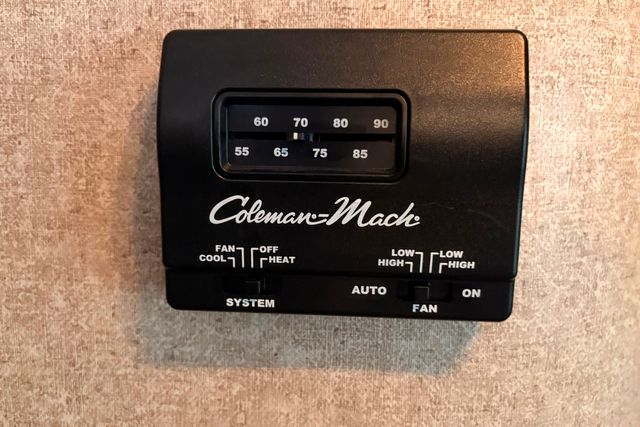 60 70 80 90
55 65 75 85
Coleman-Mach
FAN OFF
COOL HEAT
SYSTEM
LOW LOW
HIGH HIGH
AUTO ON
FAN